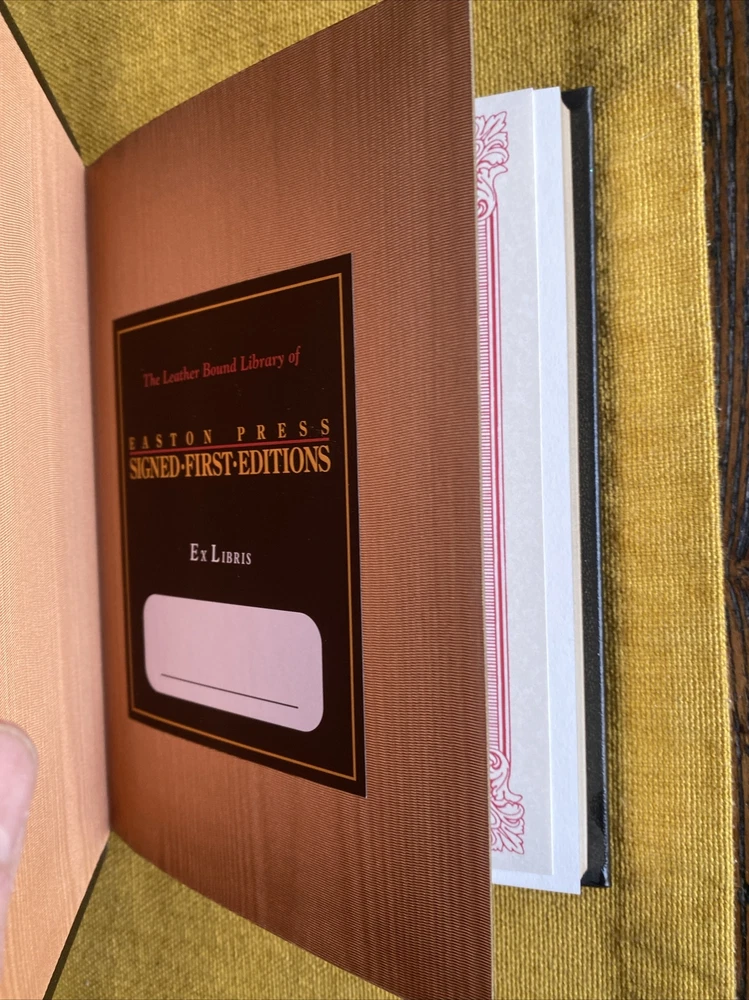 The Leather Bound Library of
EASTON PRESS
SIGNED·FIRST·EDITIONS
EX LIBRIS